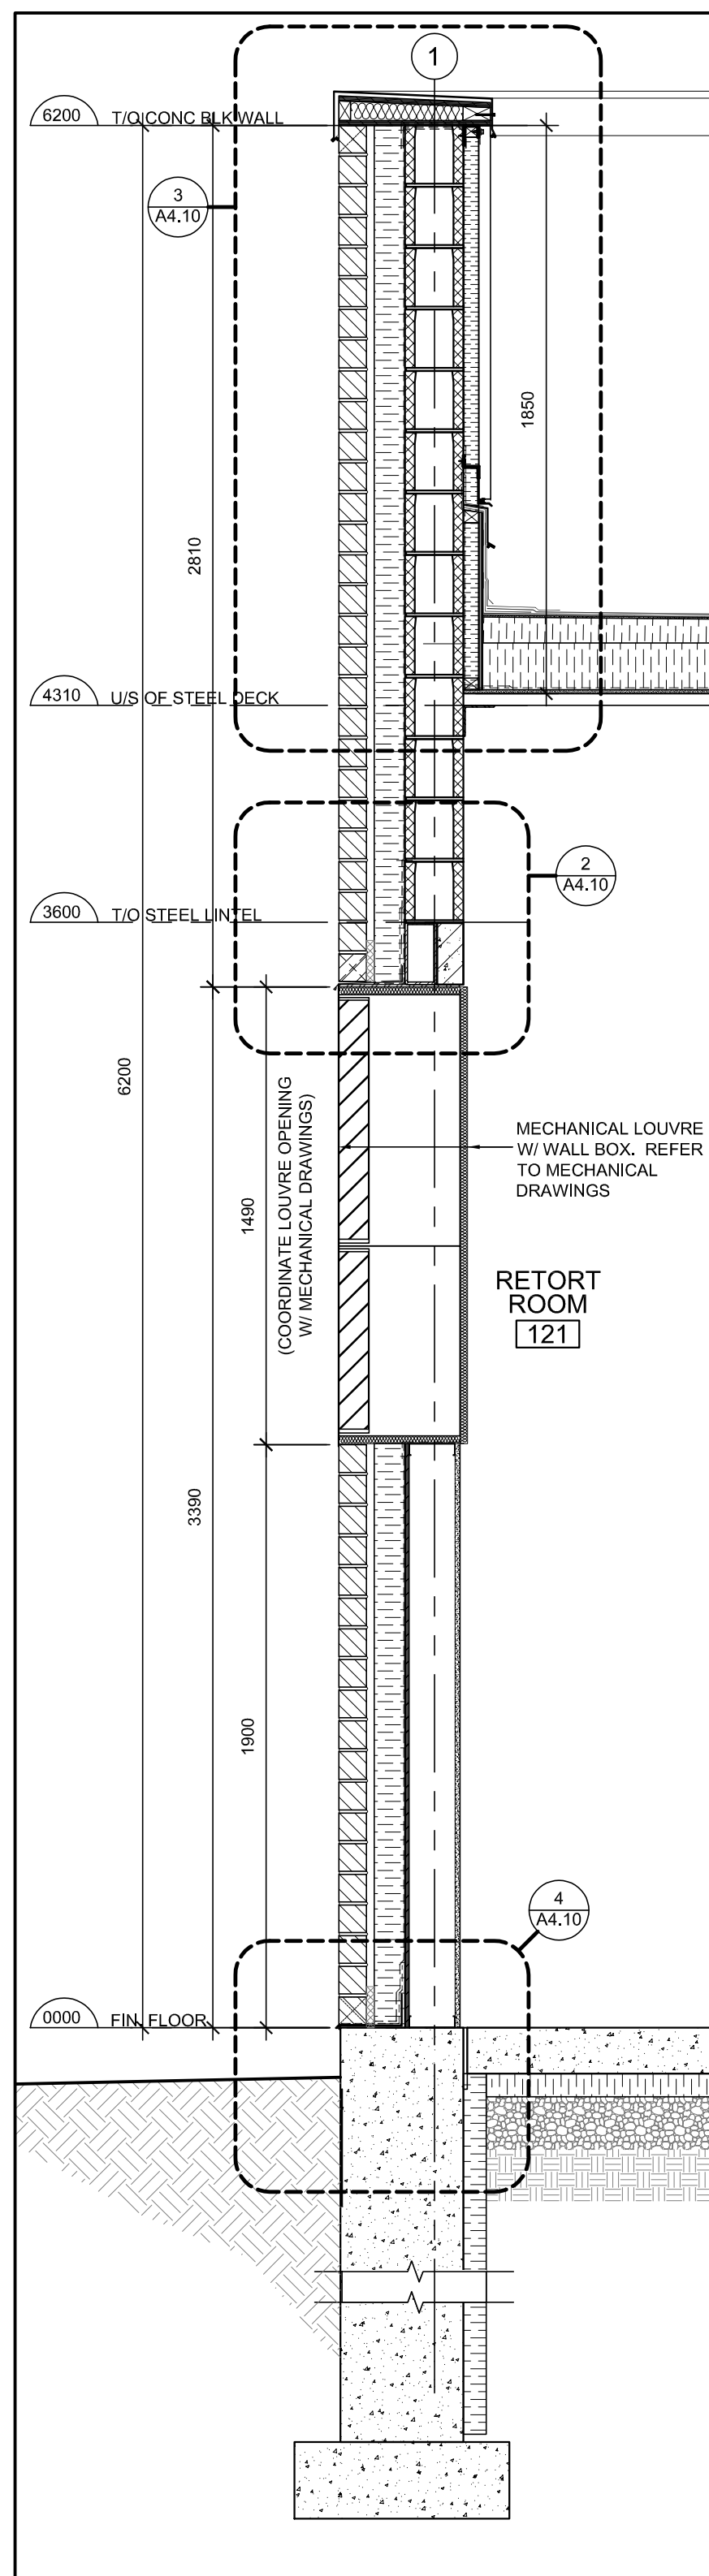 1
6200 T/O CONC BLK WALL
3
A4.10
1850
2810
4310 U/S OF STEEL DECK
2
A4.10
3600 T/O STEEL LINTEL
6200
(COORDINATE LOUVRE OPENING
W/ MECHANICAL DRAWINGS)
1490
MECHANICAL LOUVRE
W/ WALL BOX. REFER
TO MECHANICAL
DRAWINGS
RETORT
ROOM
121
3390
1900
4
A4.10
0000 FIN FLOOR